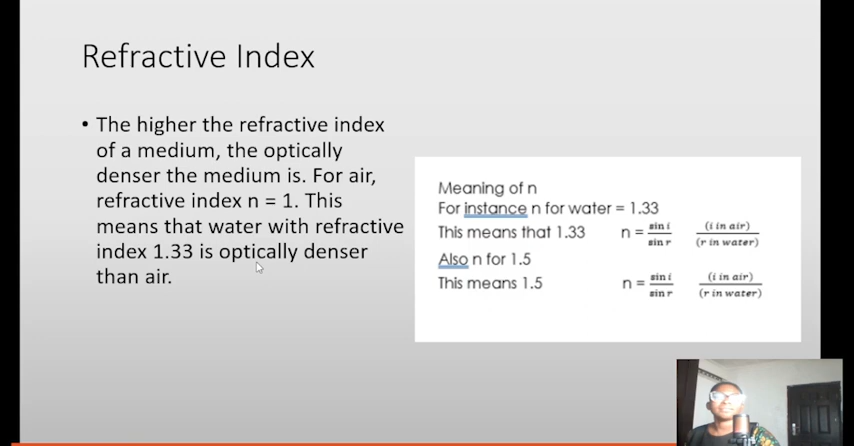 Refractive Index
• The higher the refractive index
of a medium, the optically
denser the medium is. For air,
refractive index n = 1. This
means that water with refractive
index 1.33 is optically denser
than air.
Meaning of n
For instance n for water = 1.33
This means that 1.33 n = sin i / sin r (i in air) / (r in water)
Also n for 1.5
This means 1.5 n = sin i / sin r (i in air) / (r in water)